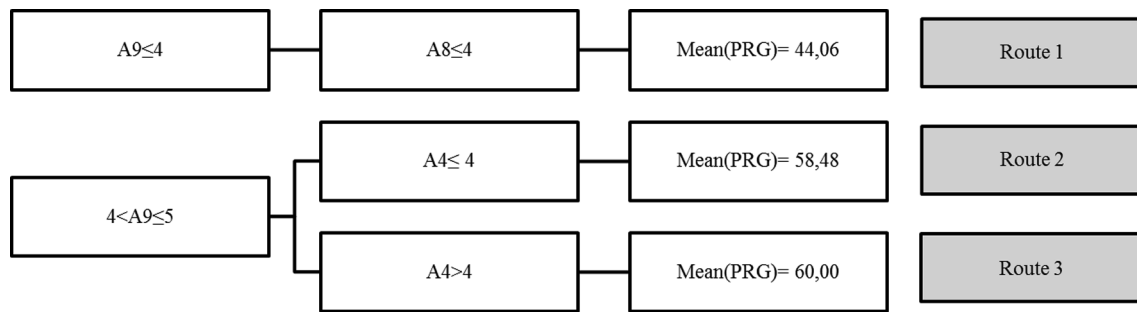 A9≤4
A8≤4
Mean(PRG)= 44,06
Route 1
4<A9≤5
A4≤ 4
Mean(PRG)= 58,48
Route 2
A4>4
Mean(PRG)= 60,00
Route 3